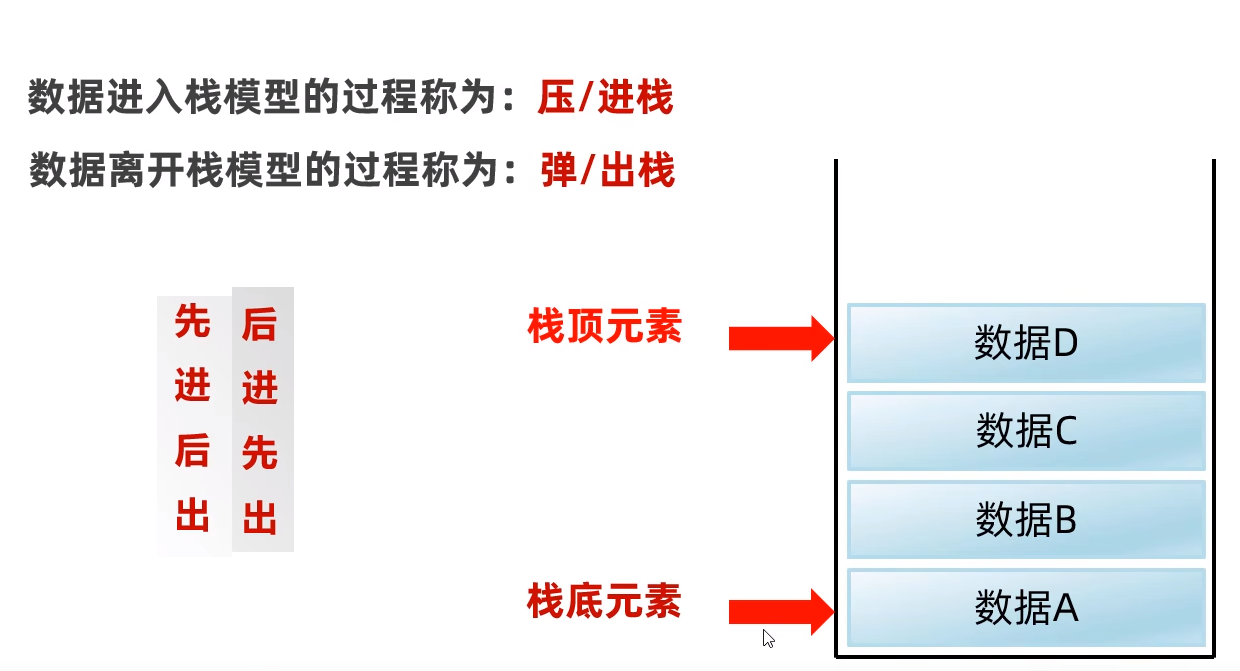 数据进入栈模型的过程称为：压/进栈
数据离开栈模型的过程称为：弹/出栈
先进后出
后进先出
栈顶元素
数据D
数据C
数据B
栈底元素
数据A